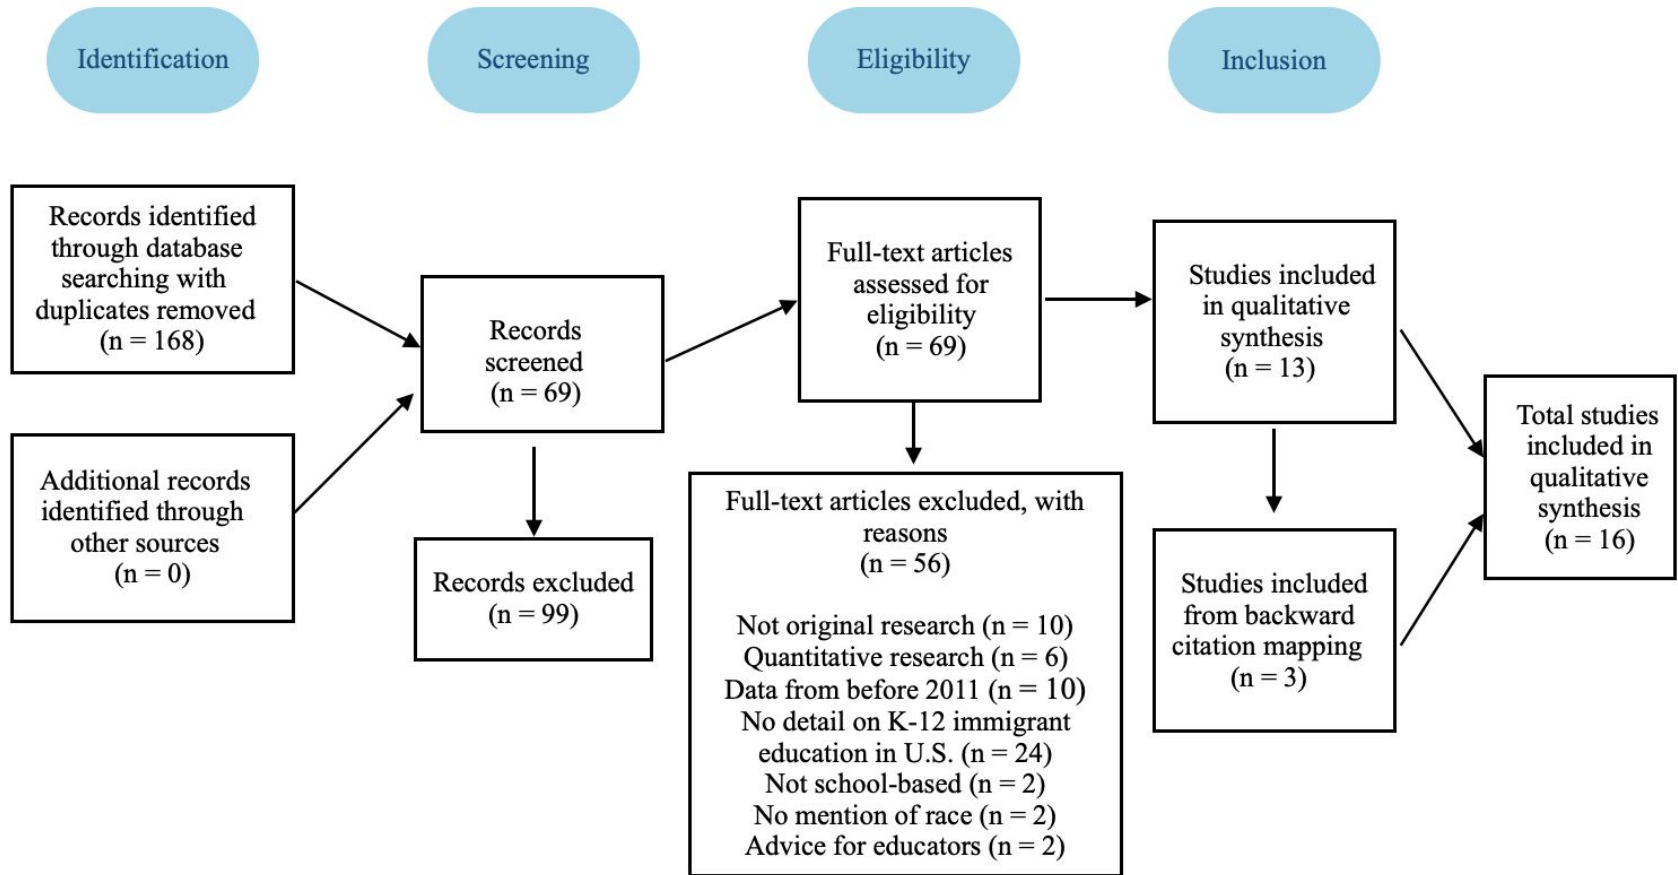 Identification
Screening
Eligibility
Inclusion
Records identified
through database
searching with
duplicates removed
(n = 168)
Additional records
identified through
other sources
(n = 0)
Records
screened
(n = 69)
Records excluded
(n = 99)
Full-text articles
assessed for
eligibility
(n = 69)
Full-text articles excluded, with
reasons
(n = 56)
Not original research (n = 10)
Quantitative research (n = 6)
Data from before 2011 (n = 10)
No detail on K-12 immigrant
education in U.S. (n = 24)
Not school-based (n = 2)
No mention of race (n = 2)
Advice for educators (n = 2)
Studies included
in qualitative
synthesis
(n = 13)
Studies included
from backward
citation mapping
(n = 3)
Total studies
included in
qualitative
synthesis
(n = 16)